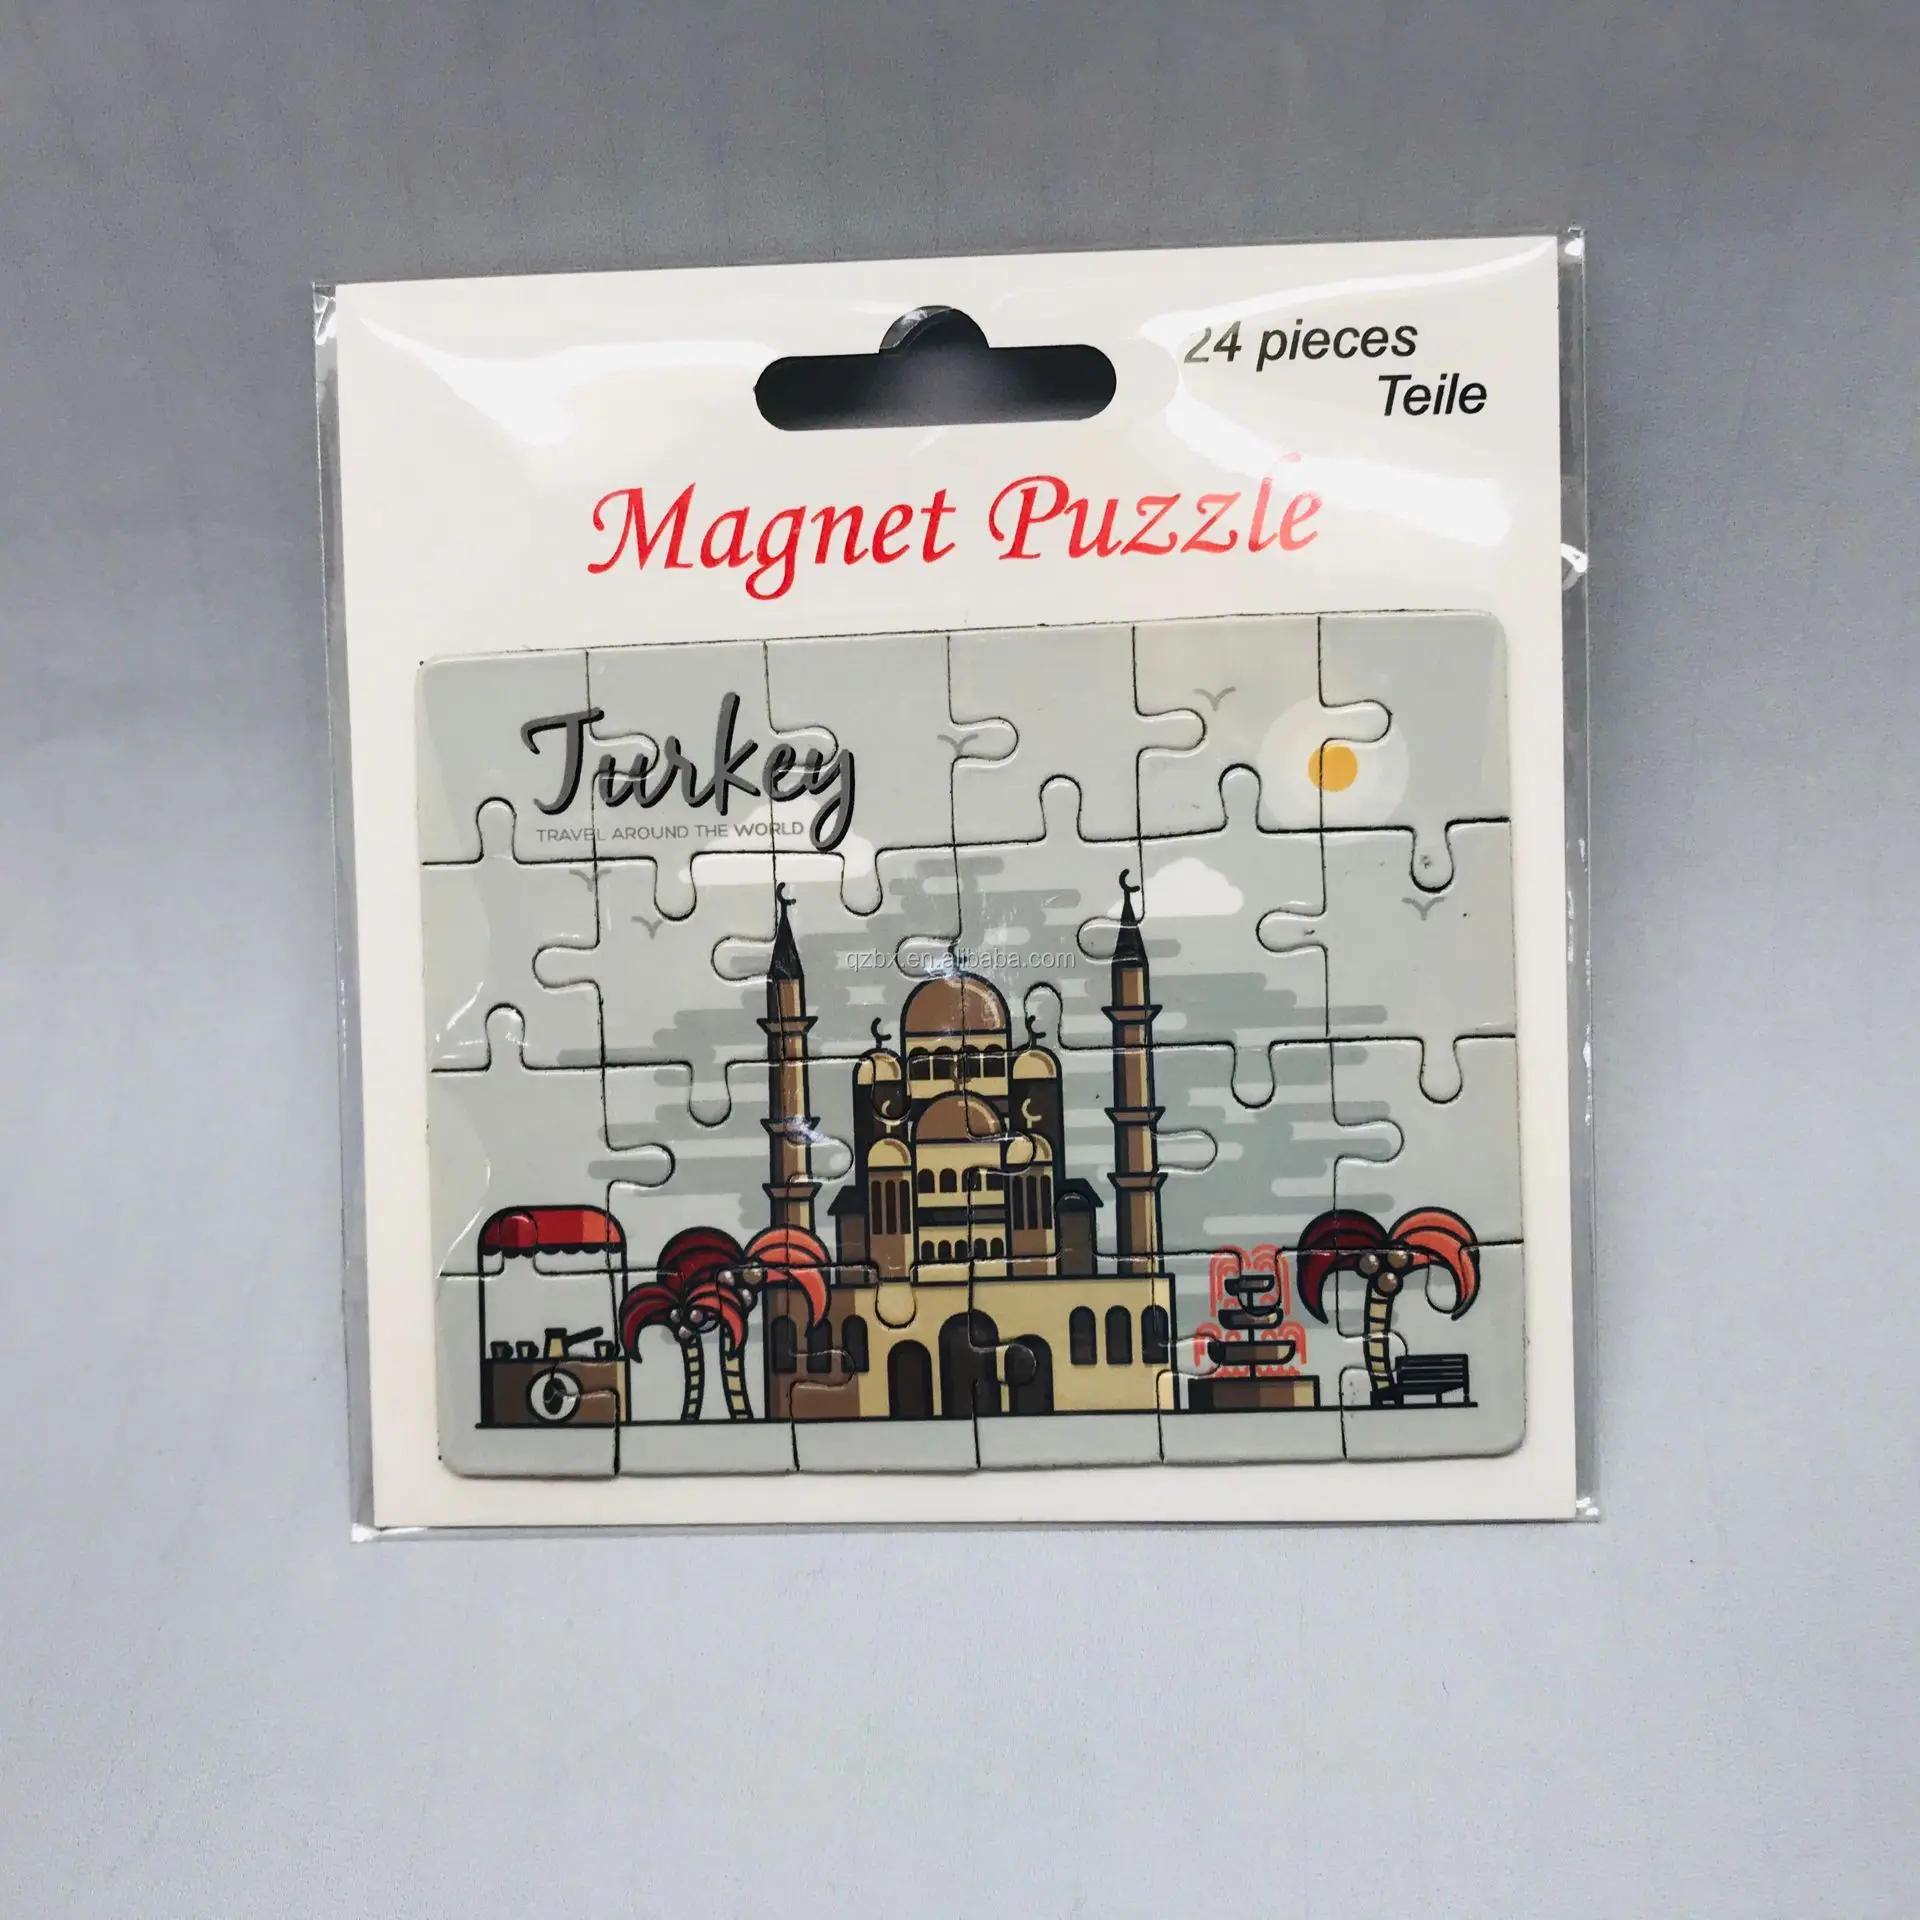 24 pieces
Teile
Magnet Puzzle
Turkey
TRAVEL AROUND THE WORLD
qzbx.en.alibaba.com